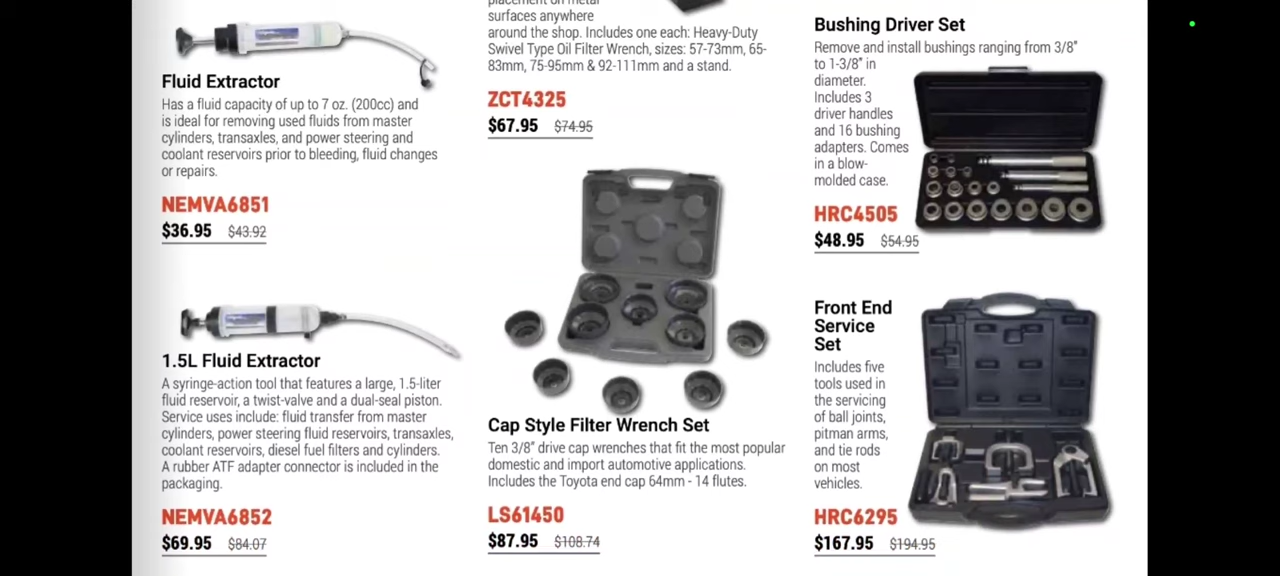 Fluid Extractor
Has a fluid capacity of up to 7 oz. (200cc) and
is ideal for removing used fluids from master
cylinders, transaxles, and power steering and
coolant reservoirs prior to bleeding, fluid changes
or repairs.
NEMVA6851
$36.95 $43.92
1.5L Fluid Extractor
A syringe-action tool that features a large, 1.5-liter
fluid reservoir, a twist-valve and a dual-seal piston.
Service uses include: fluid transfer from master
cylinders, power steering fluid reservoirs, transaxles,
coolant reservoirs, diesel fuel filters and cylinders.
A rubber ATF adapter connector is included in the
packaging.
NEMVA6852
$69.95 $84.07
placement on metal
surfaces anywhere
around the shop. Includes one each: Heavy-Duty
Swivel Type Oil Filter Wrench, sizes: 57-73mm, 65-
83mm, 75-95mm & 92-111mm and a stand.
ZCT4325
$67.95 $74.95
Cap Style Filter Wrench Set
Ten 3/8" drive cap wrenches that fit the most popular
domestic and import automotive applications.
Includes the Toyota end cap 64mm - 14 flutes.
LS61450
$87.95 $108.74
Bushing Driver Set
Remove and install bushings ranging from 3/8"
to 1-3/8" in
diameter.
Includes 3
driver handles
and 16 bushing
adapters. Comes
in a blow-
molded case.
HRC4505
$48.95 $54.95
Front End
Service
Set
Includes five
tools used in
the servicing
of ball joints,
pitman arms,
and tie rods
on most
vehicles.
HRC6295
$167.95 $194.95